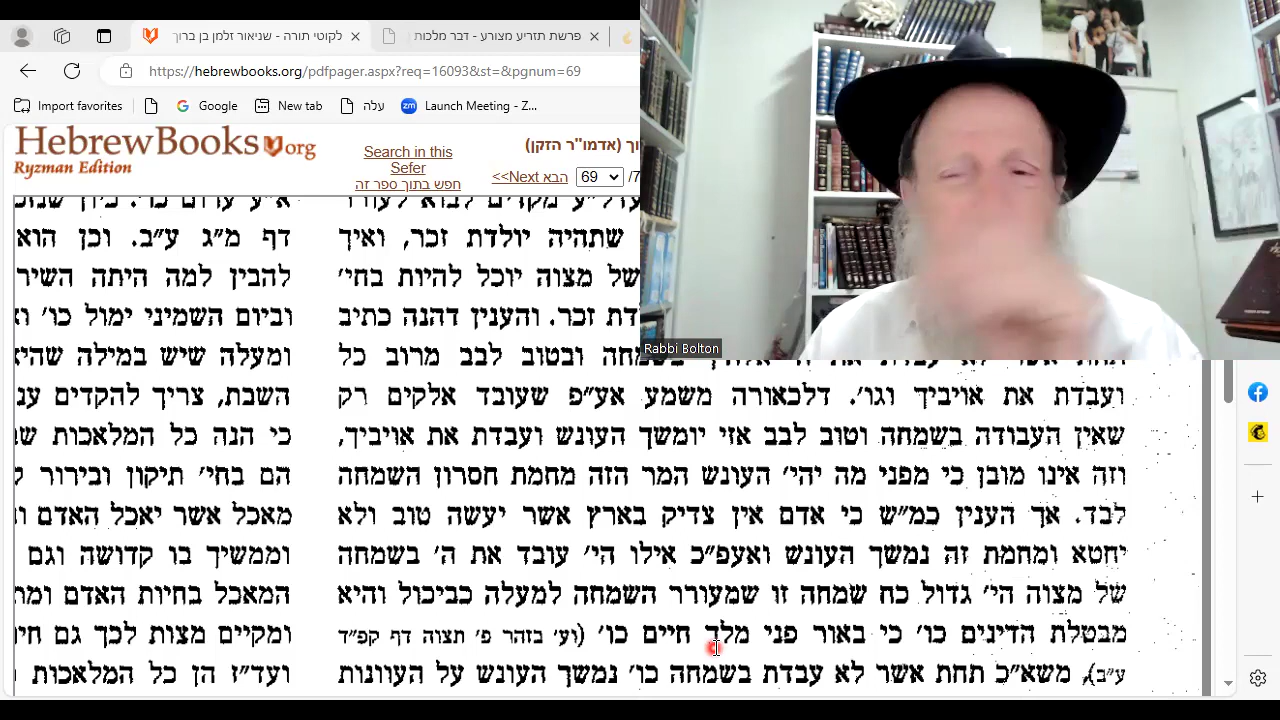 לקוטי תורה - שניאור זלמן בן ברוך
פרשת תזריע מצורע - דבר מלכות
https://hebrewbooks.org/pdfpager.aspx?req=16093&st=&pgnum=69
Import favorites
Google
New tab
עלה
zm
Launch Meeting - Z...
HebrewBooks.org
Ryzman Edition
Search in this
Sefer
חפש בתוך ספר זה
<<Next הבא
69
/7
וך (אדמו"ר הזקן)
Rabbi Bolton
שתהיה יולדת זכר, ואיך
של מצוה יוכל להיות בחי'
דת זכר. והענין דהנה כתיב
ובטוב לבב מרוב כל
ועבדת את אויביך וגו'. דלכאורה משמע אע"פ שעובד אלקים רק
שאין העבודה בשמחה וטוב לבב אזי יומשך העונש ועבדת את אויביך,
וזה אינו מובן כי מפני מה יהי' העונש המר הזה מחמת חסרון השמחה
לבד. אך הענין כמ"ש כי אדם אין צדיק בארץ אשר יעשה טוב ולא
יחטא ומחמת זה נמשך העונש ואעפ"כ אילו הי' עובד את ה' בשמחה
של מצוה הי' גדול כח שמחה זו שמעורר השמחה למעלה כביכול והיא
מבטלת הדינים כו' כי באור פני מלך חיים כו' (וע' בזהר פ' תצוה דף קפ"ד
ע"ב), משא"כ תחת אשר לא עבדת בשמחה כו' נמשך העונש על העוונות
דף מ"ג ע"ב. וכן הוא
להבין למה היתה השיר
וביום השמיני ימול כו'
ומעלה שיש במילה שהי
השבת, צריך להקדים ענ
כי הנה כל המלאכות ש
הם בחי' תיקון ובירור
מאכל אשר יאכל האדם
וממשיך בו קדושה וגם
המאכל בחיות האדם
ומקיים מצות לכך גם
ועד"ז הן כל המלאכות